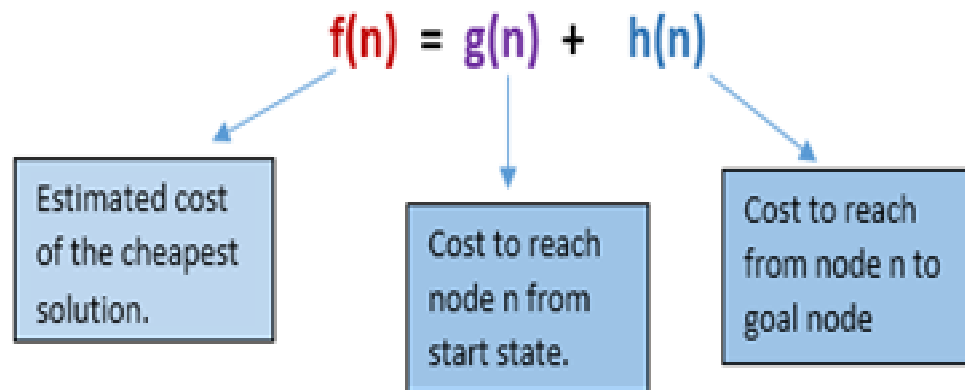 f(n) = g(n) + h(n)
Estimated cost
of the cheapest
solution.
Cost to reach
node n from
start state.
Cost to reach
from node n to
goal node